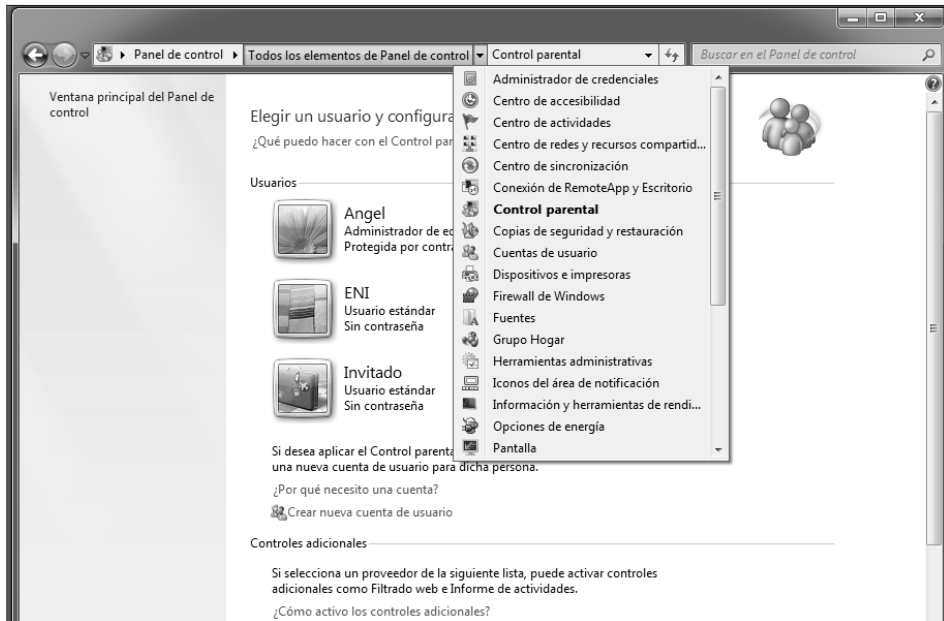 Panel de control
Todos los elementos de Panel de control
Control parental
Buscar en el Panel de control
Ventana principal del Panel de
control
Elegir un usuario y configura
¿Qué puedo hacer con el Control par
Usuarios
Angel
Administrador de eq
Protegida por contra
ENI
Usuario estándar
Sin contraseña
Invitado
Usuario estándar
Sin contraseña
Si desea aplicar el Control parenta
una nueva cuenta de usuario para dicha persona.
¿Por qué necesito una cuenta?
Crear nueva cuenta de usuario
Controles adicionales
Si selecciona un proveedor de la siguiente lista, puede activar controles
adicionales como Filtrado web e Informe de actividades.
¿Cómo activo los controles adicionales?
Administrador de credenciales
Centro de accesibilidad
Centro de actividades
Centro de redes y recursos compartid...
Centro de sincronización
Conexión de RemoteApp y Escritorio
Control parental
Copias de seguridad y restauración
Cuentas de usuario
Dispositivos e impresoras
Firewall de Windows
Fuentes
Grupo Hogar
Herramientas administrativas
Iconos del área de notificación
Información y herramientas de rendi...
Opciones de energía
Pantalla